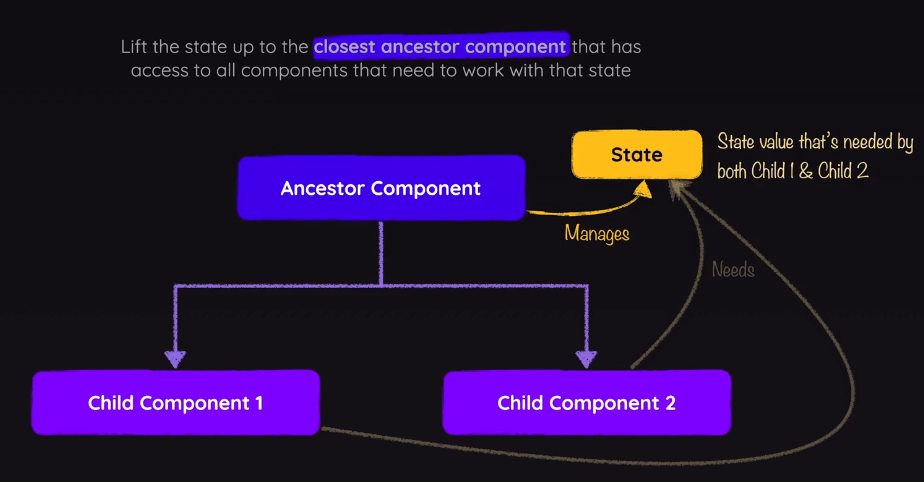 Lift the state up to the closest ancestor component that has
access to all components that need to work with that state
State
State value that's needed by
both Child 1 & Child 2
Ancestor Component
Manages
Needs
Child Component 1
Child Component 2